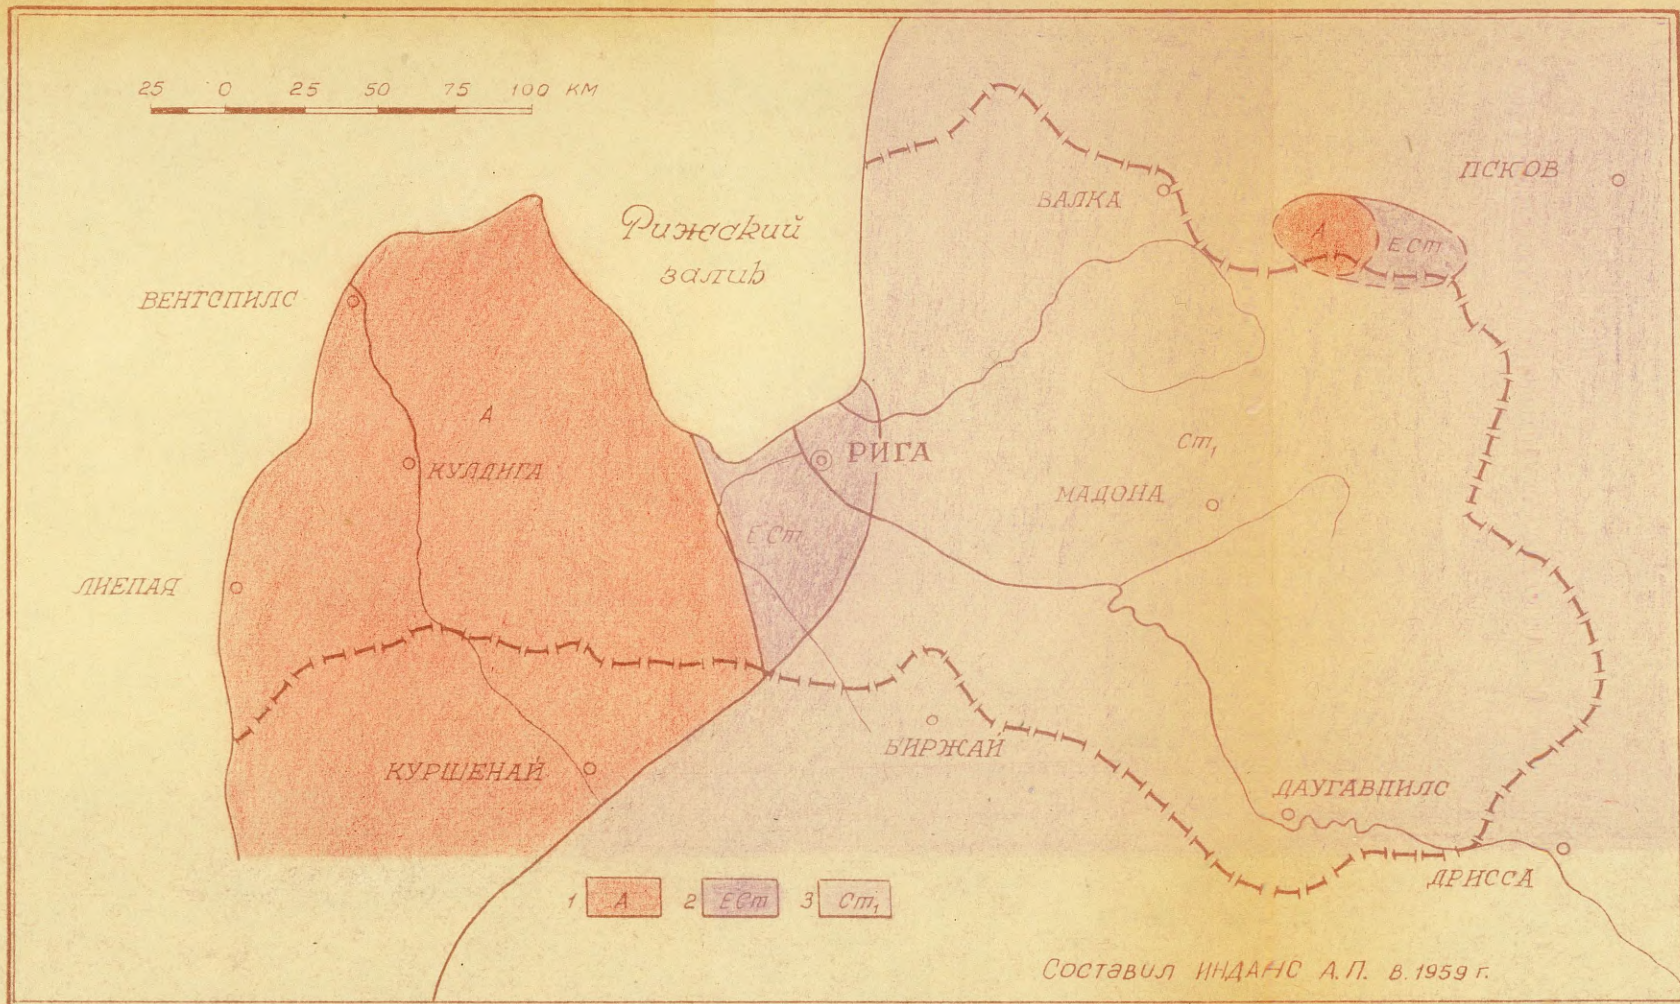 25 0 25 50 75 100 КМ
ПСКОВ
ВАЛКА
Рижский
залив
А
ЕСт
ВЕНТСПИЛС
А
КУЛДИГА
РИГА
Ст₁
МАДОНА
ЕСт
ЛИЕПАЯ
БИРЖАЙ
КУРШЕНАЙ
ДАУГАВПИЛС
ДРИССА
1 А 2 ЕСт 3 Ст₁
Составил ИНДАНС А.П. в 1959 г.